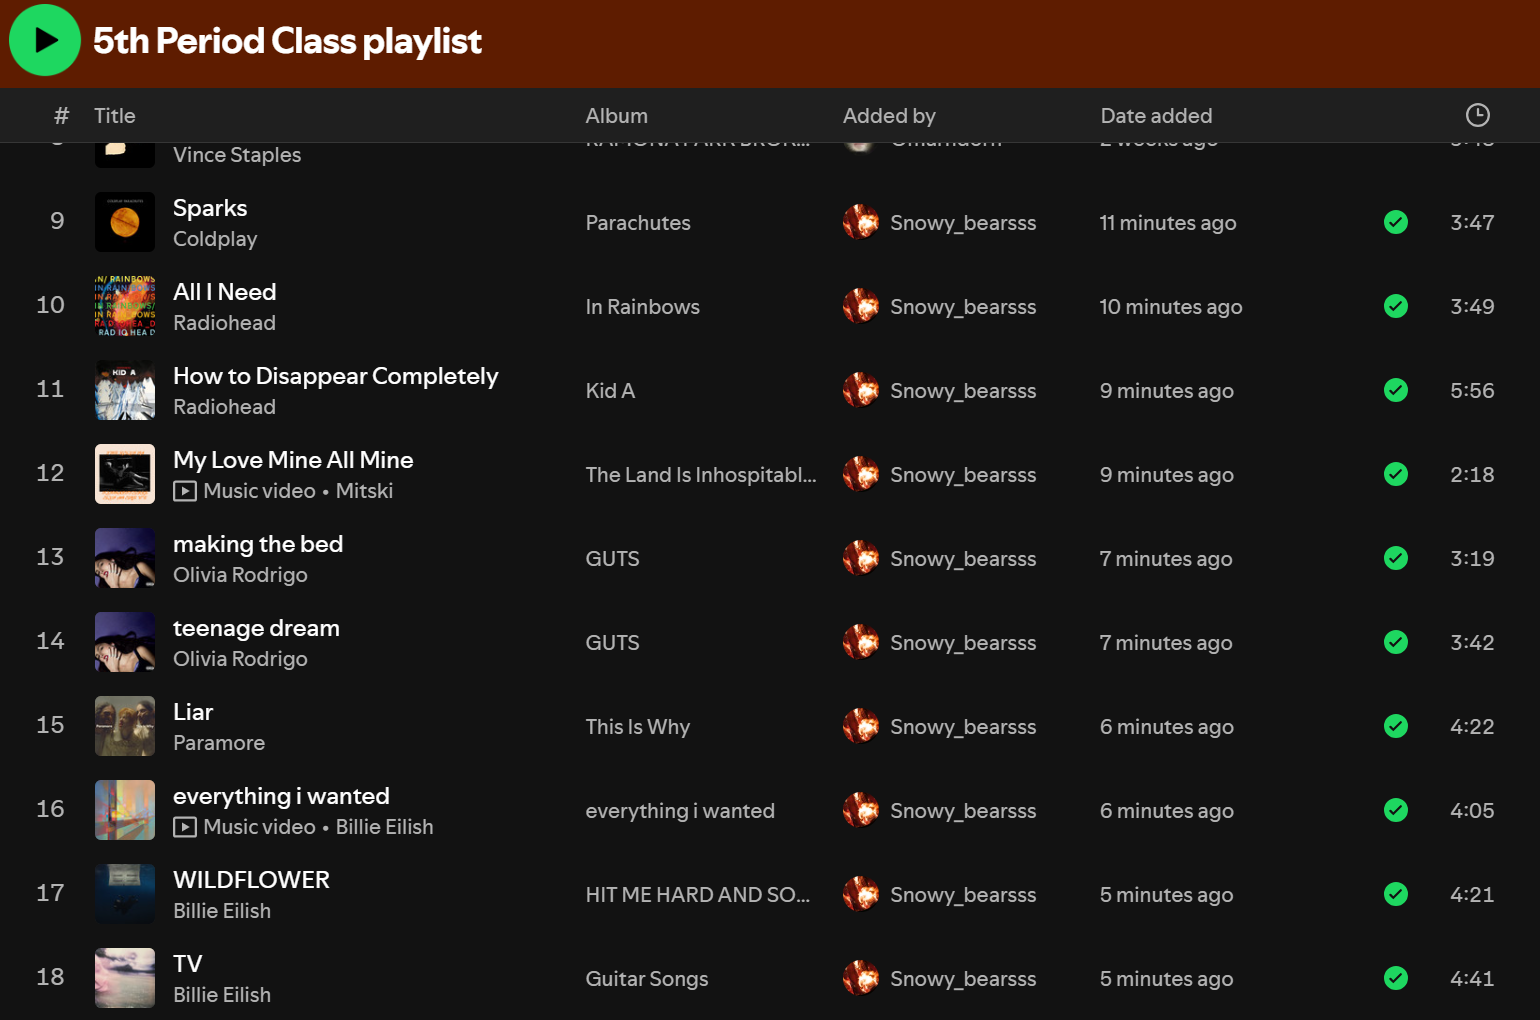 5th Period Class playlist
# Title Album Added by Date added
Vince Staples
9 Sparks Parachutes Snowy_bearsss 11 minutes ago 3:47
Coldplay
10 All I Need In Rainbows Snowy_bearsss 10 minutes ago 3:49
Radiohead
11 How to Disappear Completely Kid A Snowy_bearsss 9 minutes ago 5:56
Radiohead
12 My Love Mine All Mine The Land Is Inhospitabl... Snowy_bearsss 9 minutes ago 2:18
Music video • Mitski
13 making the bed GUTS Snowy_bearsss 7 minutes ago 3:19
Olivia Rodrigo
14 teenage dream GUTS Snowy_bearsss 7 minutes ago 3:42
Olivia Rodrigo
15 Liar This Is Why Snowy_bearsss 6 minutes ago 4:22
Paramore
16 everything i wanted everything i wanted Snowy_bearsss 6 minutes ago 4:05
Music video • Billie Eilish
17 WILDFLOWER HIT ME HARD AND SO... Snowy_bearsss 5 minutes ago 4:21
Billie Eilish
18 TV Guitar Songs Snowy_bearsss 5 minutes ago 4:41
Billie Eilish